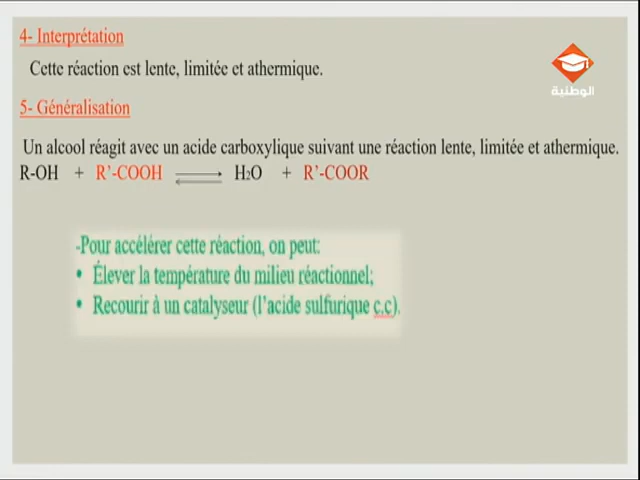 4- Interprétation
Cette réaction est lente, limitée et athermique.
الوطنية
5- Généralisation
Un alcool réagit avec un acide carboxylique suivant une réaction lente, limitée et athermique.
R-OH + R’-COOH ⇌ H2O + R’-COOR
-Pour accélérer cette réaction, on peut:
• Élever la température du milieu réactionnel;
• Recourir à un catalyseur (l’acide sulfurique c.c).